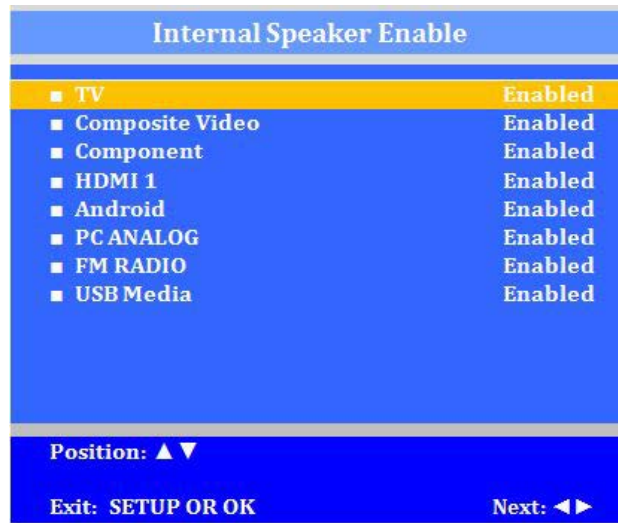 Internal Speaker Enable
■ TV Enabled
■ Composite Video Enabled
■ Component Enabled
■ HDMI 1 Enabled
■ Android Enabled
■ PC ANALOG Enabled
■ FM RADIO Enabled
■ USB Media Enabled
Position: ▲ ▼
Exit: SETUP OR OK Next: ◀ ▶